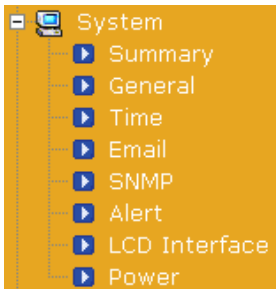 System
Summary
General
Time
Email
SNMP
Alert
LCD Interface
Power